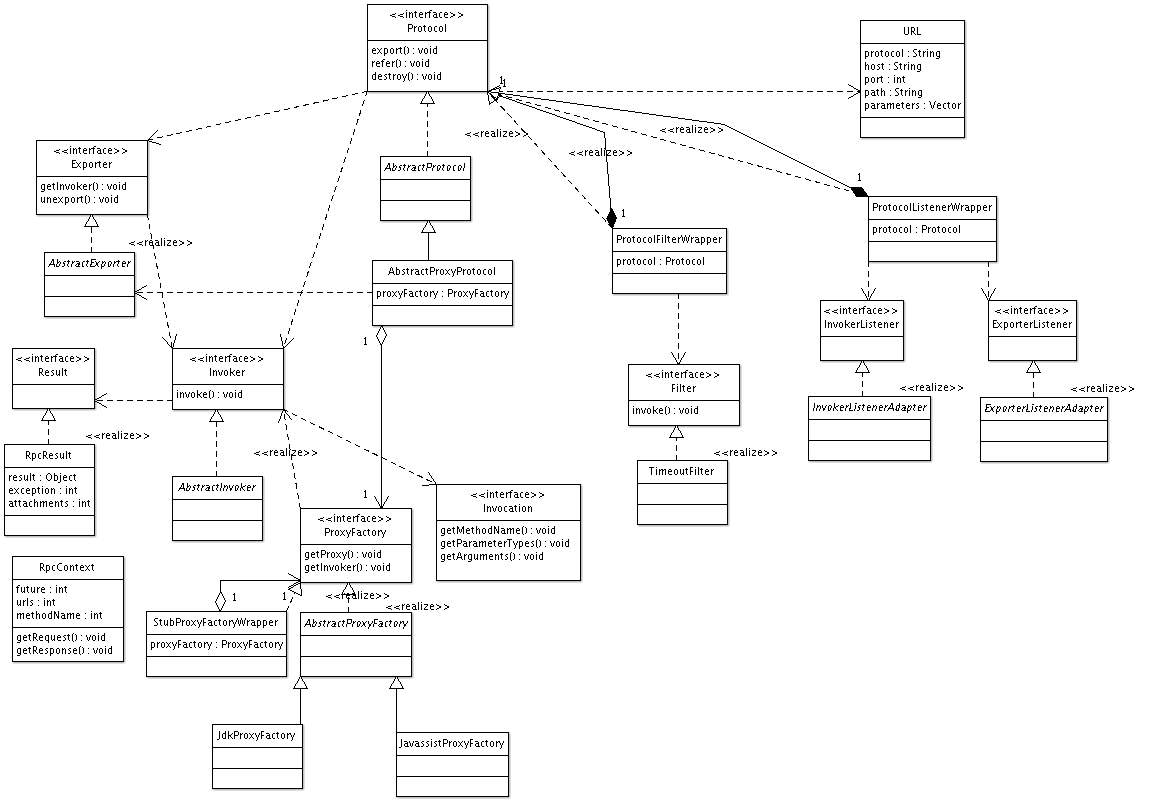 <<interface>>
Protocol
export() : void
refer() : void
destroy() : void
URL
protocol : String
host : String
port : int
path : String
parameters : Vector
1
1
<<realize>>
<<realize>>
<<realize>>
<<interface>>
Exporter
getInvoker() : void
unexport() : void
AbstractProtocol
1
ProtocolListenerWrapper
protocol : Protocol
1
ProtocolFilterWrapper
protocol : Protocol
<<realize>>
AbstractExporter
AbstractProxyProtocol
proxyFactory : ProxyFactory
1
<<interface>>
InvokerListener
<<interface>>
ExporterListener
<<interface>>
Result
<<interface>>
Invoker
invoke() : void
<<interface>>
Filter
invoke() : void
<<realize>>
InvokerListenerAdapter
<<realize>>
ExporterListenerAdapter
<<realize>>
RpcResult
result : Object
exception : int
attachments : int
<<realize>>
AbstractInvoker
<<realize>>
TimeoutFilter
1
<<interface>>
ProxyFactory
getProxy() : void
getInvoker() : void
<<interface>>
Invocation
getMethodName() : void
getParameterTypes() : void
getArguments() : void
RpcContext
future : int
urls : int
methodName : int
getRequest() : void
getResponse() : void
1
1
<<realize>>
<<realize>>
StubProxyFactoryWrapper
proxyFactory : ProxyFactory
AbstractProxyFactory
JdkProxyFactory
JavassistProxyFactory